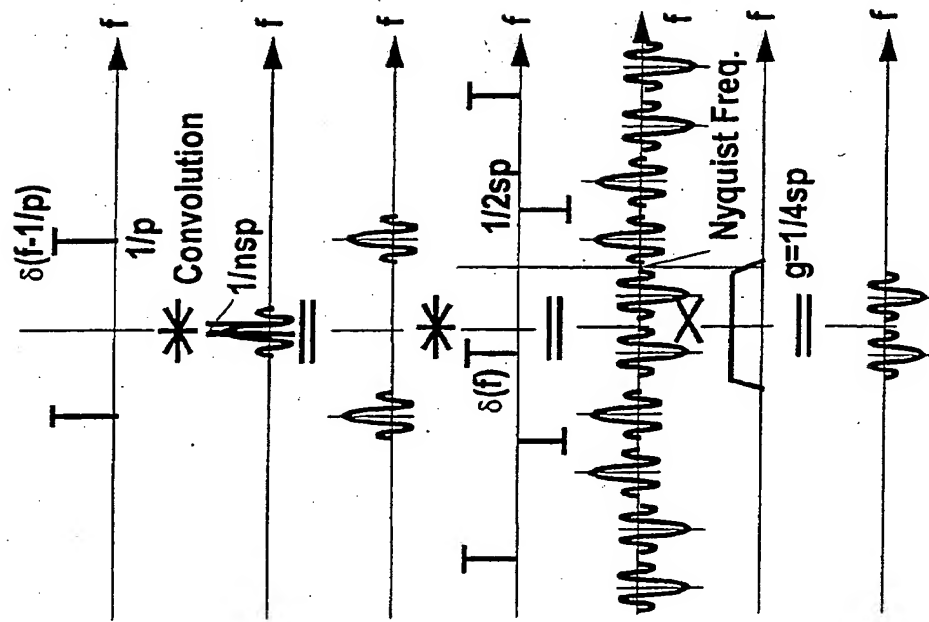 f
δ(f-1/p)
1/p
Convolution
1/nsp
f
f
δ(f)
1/2sp
f
f
Nyquist Freq.
f
g=1/4sp
f